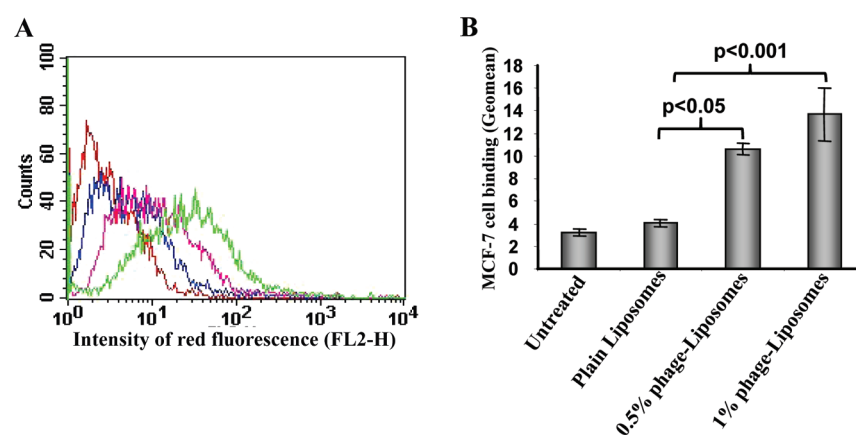 A
Counts
100
80
60
40
20
0
10^0
10^1
10^2
10^3
10^4
Intensity of red fluorescence (FL2-H)
B
MCF-7 cell binding (Geomean)
18
16
14
12
10
8
6
4
2
0
p<0.001
p<0.05
Untreated
Plain Liposomes
0.5% phage-Liposomes
1% phage-Liposomes